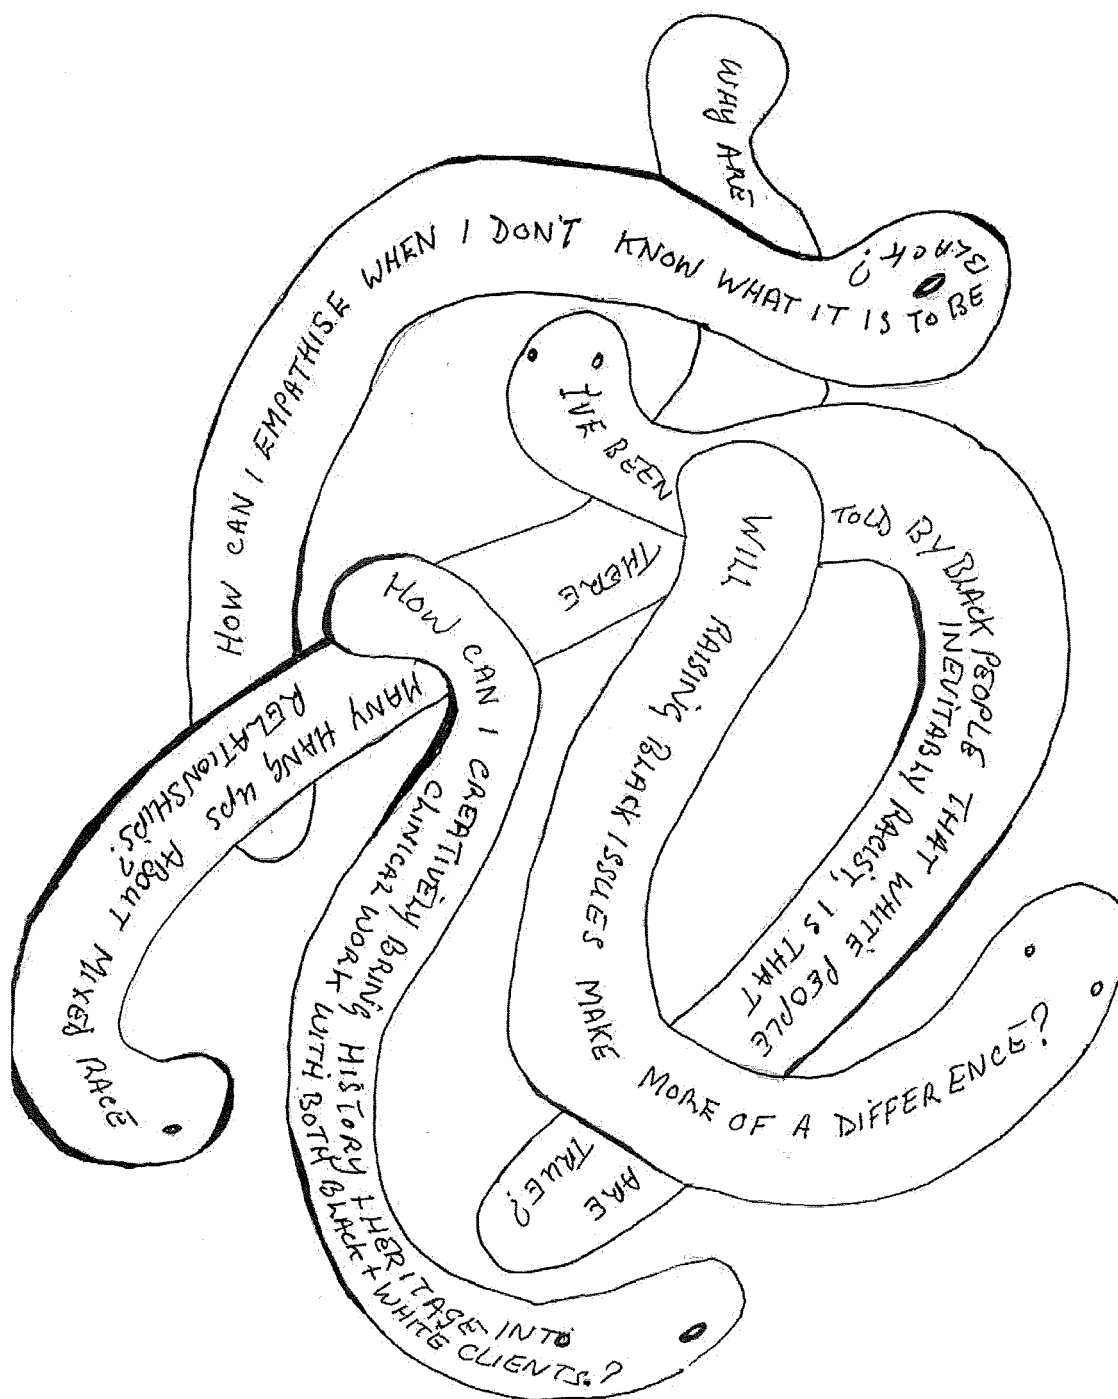 WHY ARE
THERE
MANY HANG UPS ABOUT MIXED RACE
RELATIONSHIPS?
HOW CAN I EMPATHISE WHEN I DON'T KNOW WHAT IT IS TO BE
BLACK?
I'VE BEEN
TOLD BY BLACK PEOPLE THAT WHITE PEOPLE
ARE
INEVITABLY RACIST, IS THAT
TRUE?
WILL RAISING BLACK ISSUES MAKE MORE OF A DIFFERENCE?
HOW CAN I CREATIVELY BRING HISTORY + HERITAGE INTO
CLINICAL WORK WITH BOTH BLACK + WHITE CLIENTS?